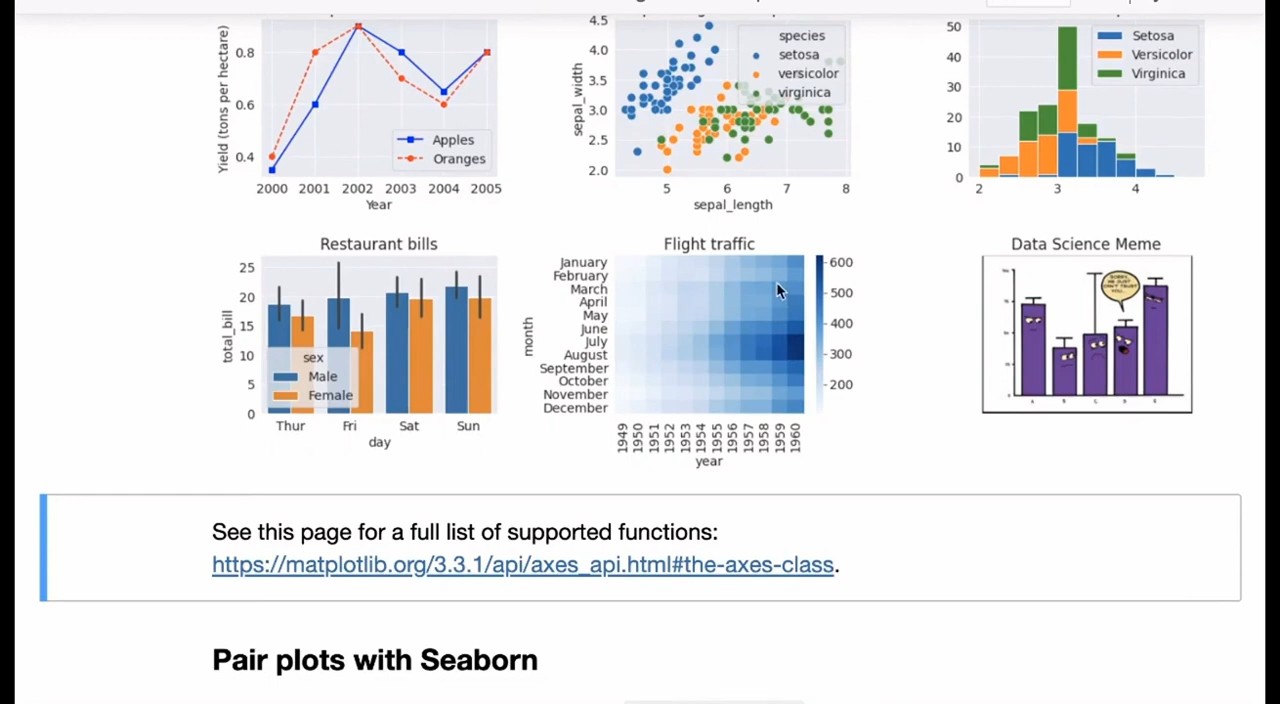 Yield (tons per hectare)
0.8
0.6
0.4
2000 2001 2002 2003 2004 2005
Year
Apples
Oranges
sepal_width
4.5
4.0
3.5
3.0
2.5
2.0
5 6 7 8
sepal_length
species
setosa
versicolor
virginica
50
40
30
20
10
0
2 3 4
Setosa
Versicolor
Virginica
Restaurant bills
total_bill
25
20
15
10
5
0
sex
Male
Female
Thur Fri Sat Sun
day
Flight traffic
month
January
February
March
April
May
June
July
August
September
October
November
December
1949 1950 1951 1952 1953 1954 1955 1956 1957 1958 1959 1960
year
600
500
400
300
200
Data Science Meme
SORRY,
WE JUST
CAN'T TRUST
YOU...
See this page for a full list of supported functions:
https://matplotlib.org/3.3.1/api/axes_api.html#the-axes-class.
Pair plots with Seaborn